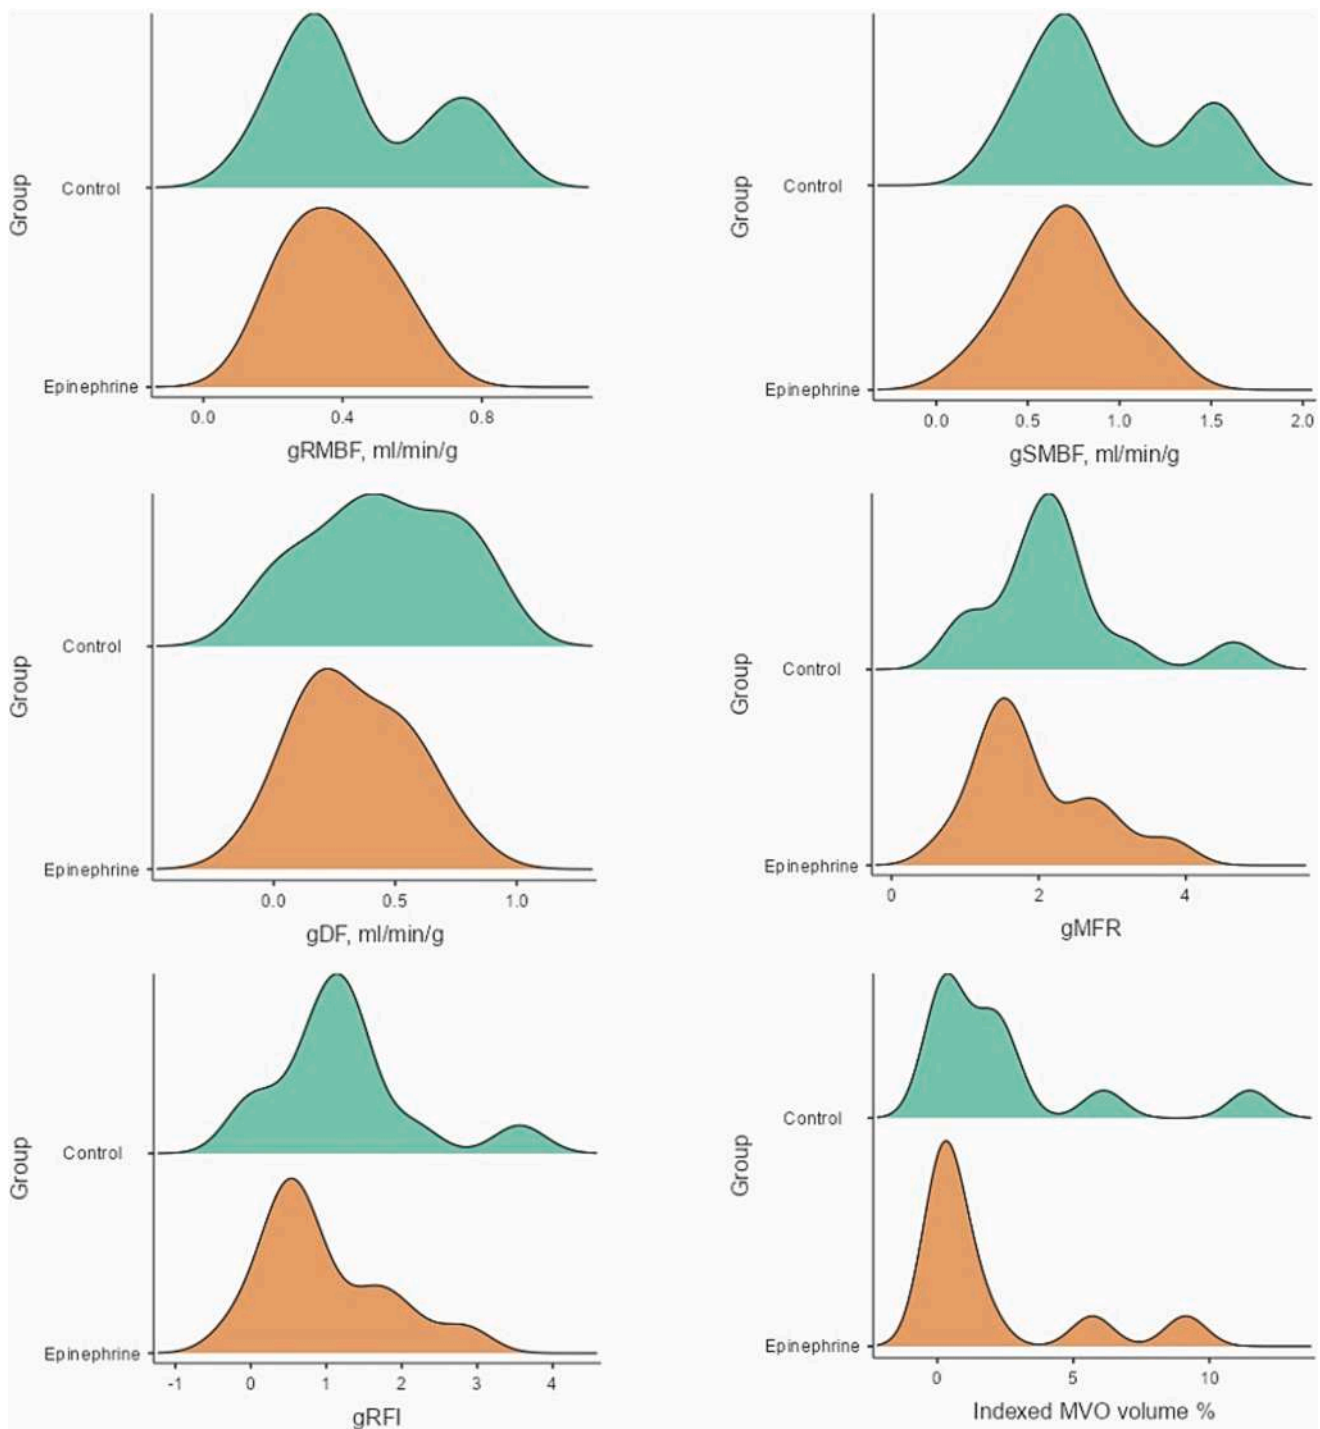 Group
Control
Epinephrine
0.0 0.4 0.8
gRMBF, ml/min/g
Group
Control
Epinephrine
0.0 0.5 1.0 1.5 2.0
gSMBF, ml/min/g
Group
Control
Epinephrine
0.0 0.5 1.0
gDF, ml/min/g
Group
Control
Epinephrine
0 2 4
gMFR
Group
Control
Epinephrine
-1 0 1 2 3 4
gRFI
Group
Control
Epinephrine
0 5 10
Indexed MVO volume %